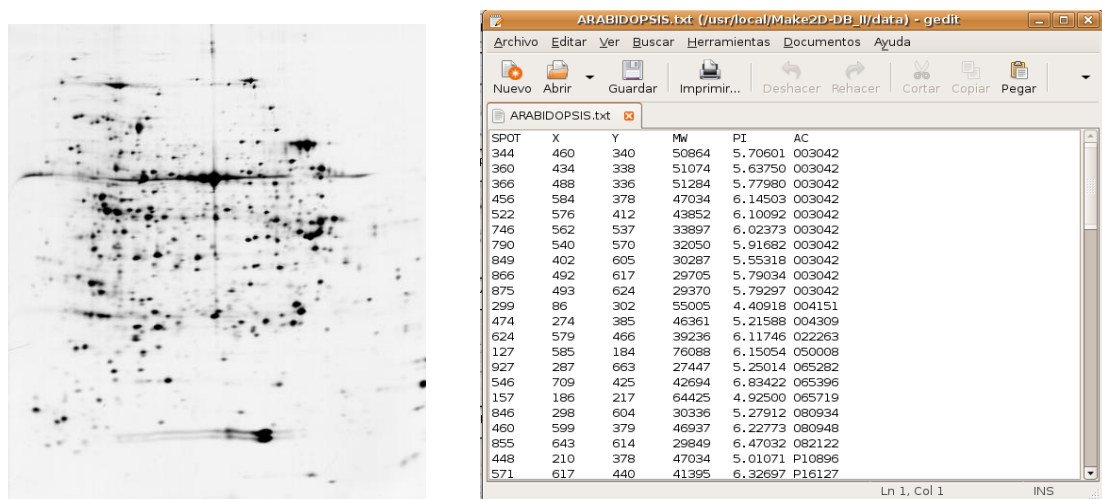 ARABIDOPSIS.txt (/usr/local/Make2D-DB_II/data) - gedit
Archivo Editar Ver Buscar Herramientas Documentos Ayuda
Nuevo Abrir Guardar Imprimir... Deshacer Rehacer Cortar Copiar Pegar
ARABIDOPSIS.txt
SPOT X Y MW PI AC
344 460 340 50864 5.70601 003042
360 434 338 51074 5.63750 003042
366 488 336 51284 5.77980 003042
456 584 378 47034 6.14503 003042
522 576 412 43852 6.10092 003042
746 562 537 33897 6.02373 003042
790 540 570 32050 5.91682 003042
849 402 605 30287 5.55318 003042
866 492 617 29705 5.79034 003042
875 493 624 29370 5.79297 003042
299 86 302 55005 4.40918 004151
474 274 385 46361 5.21588 004309
624 579 466 39236 6.11746 022263
127 585 184 76088 6.15054 050008
927 287 663 27447 5.25014 065282
546 709 425 42694 6.83422 065396
157 186 217 64425 4.92500 065719
846 298 604 30336 5.27912 080934
460 599 379 46937 6.22773 080948
855 643 614 29849 6.47032 082122
448 210 378 47034 5.01071 P10896
571 617 440 41395 6.32697 P16127
Ln 1, Col 1 INS